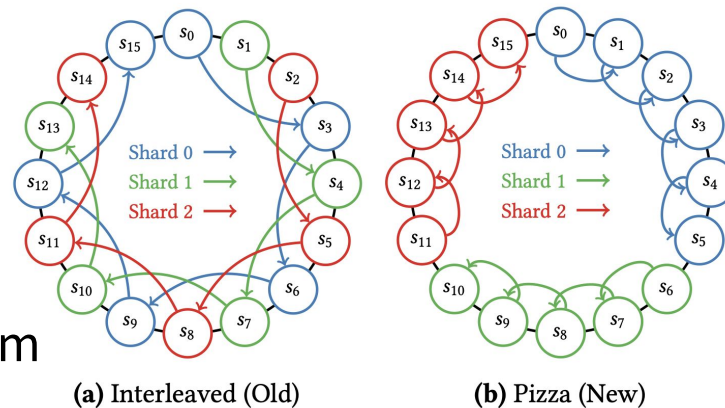 s0
s1
s2
s3
s4
s5
s6
s7
s8
s9
s10
s11
s12
s13
s14
s15
Shard 0
Shard 1
Shard 2
(a) Interleaved (Old)
s0
s1
s2
s3
s4
s5
s6
s7
s8
s9
s10
s11
s12
s13
s14
s15
Shard 0
Shard 1
Shard 2
(b) Pizza (New)
m